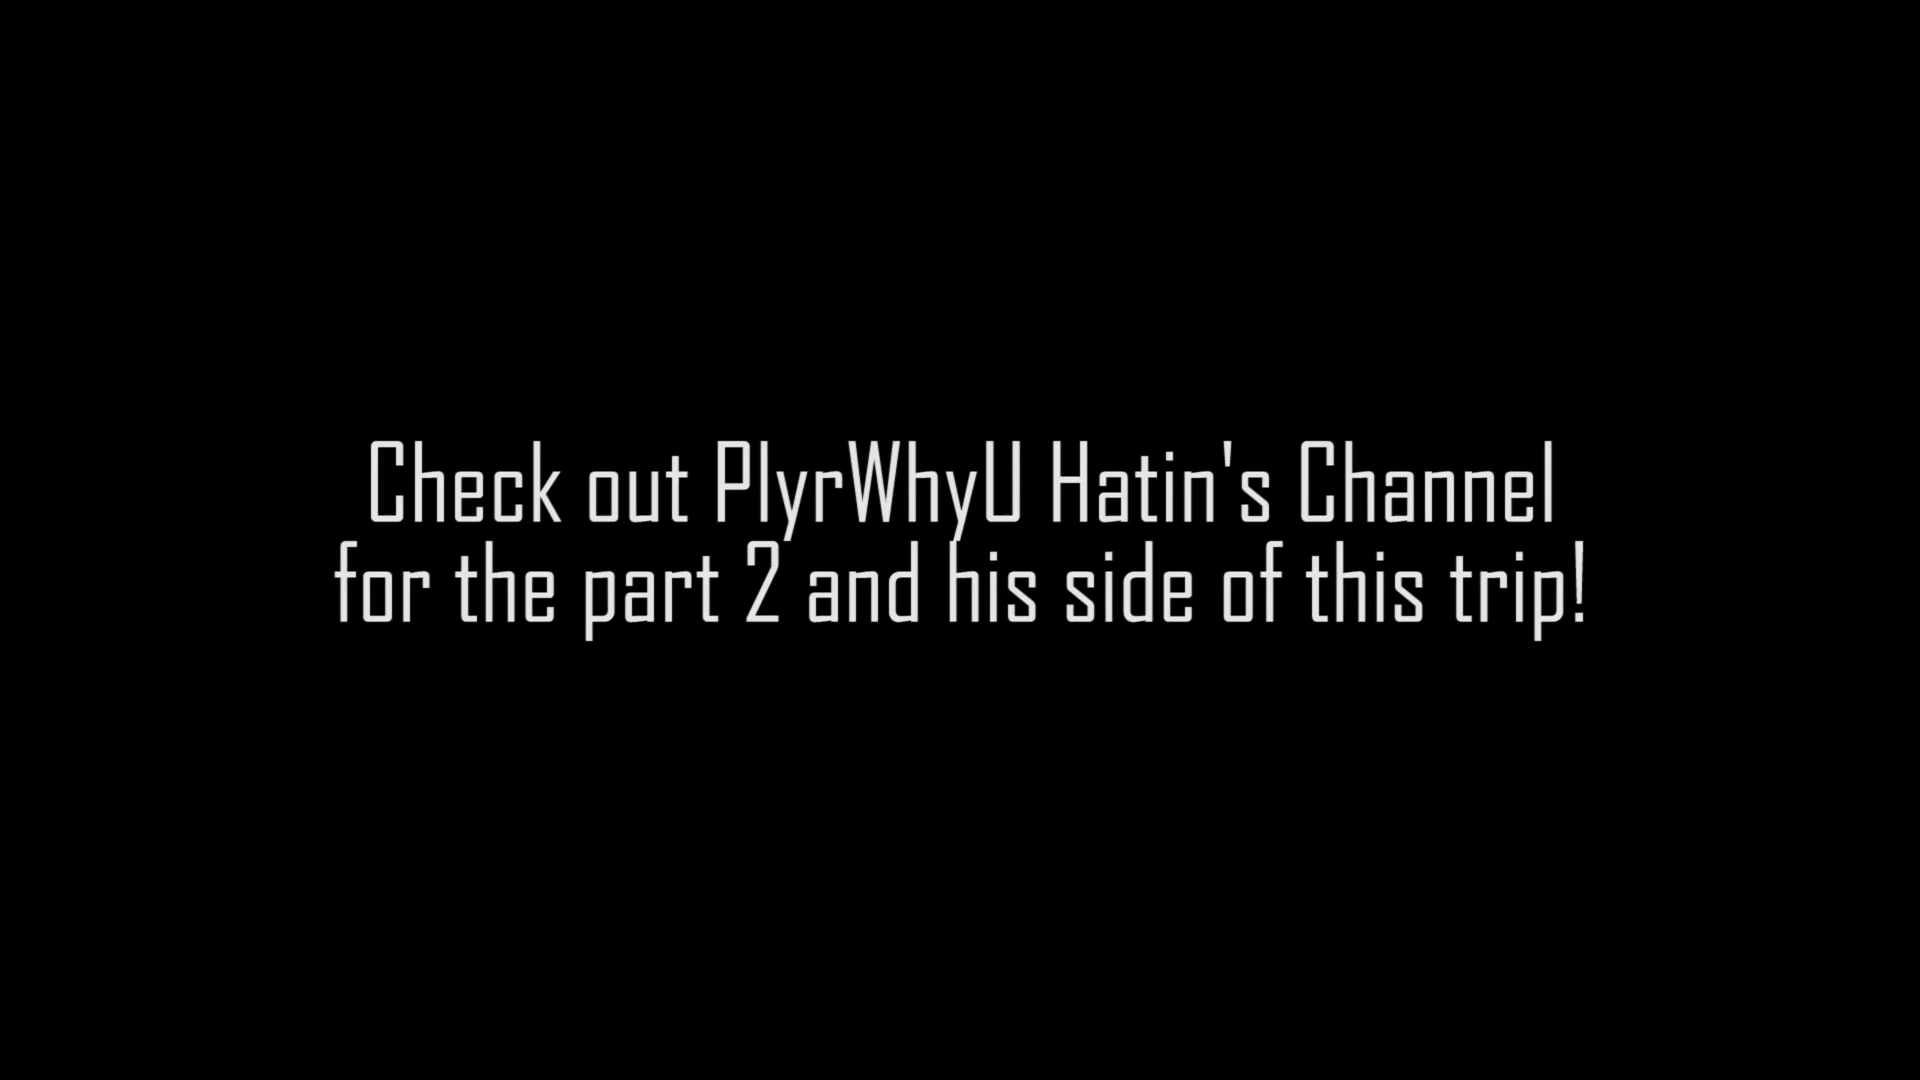 Check out PlyrWhyU Hatin's Channel
for the part 2 and his side of this trip!